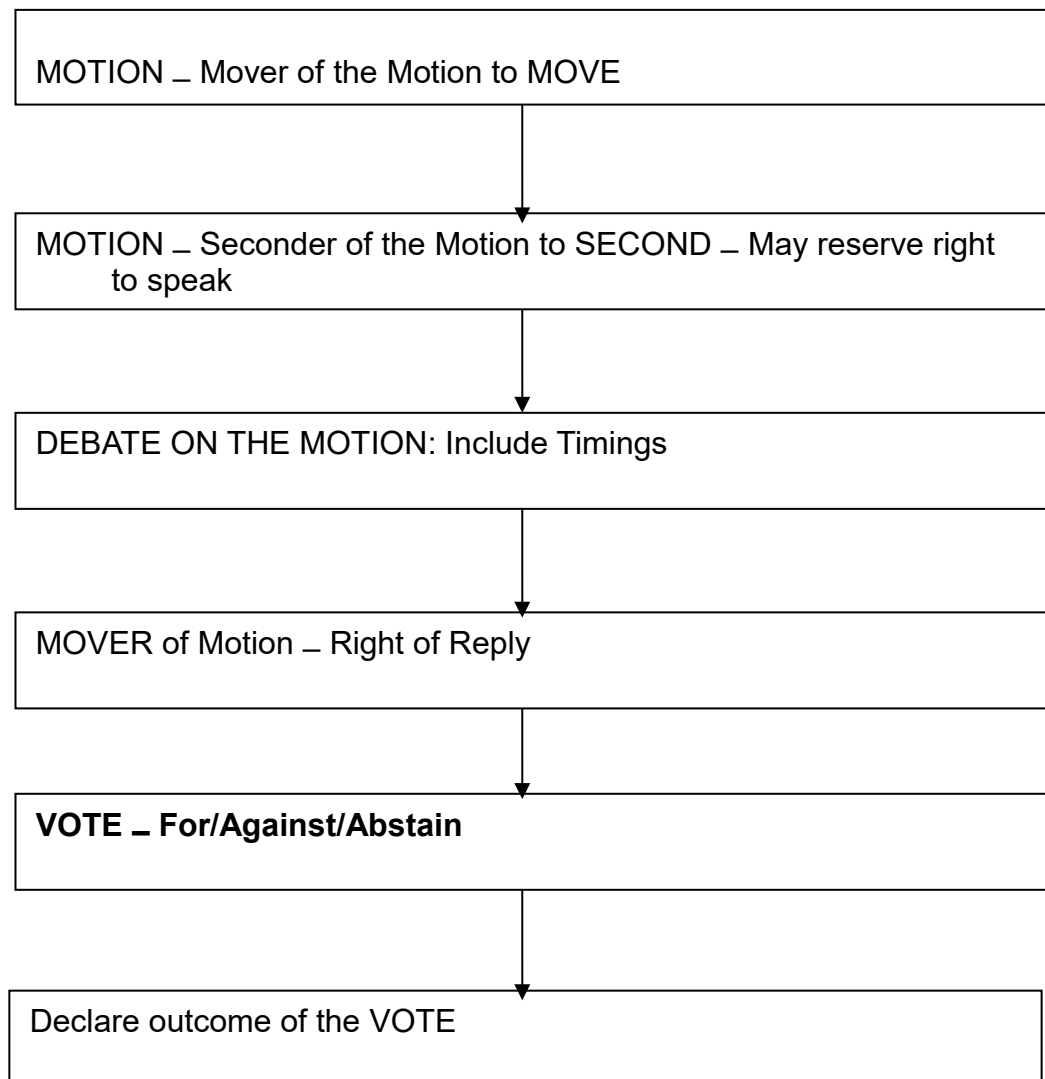 MOTION – Mover of the Motion to MOVE
MOTION – Seconder of the Motion to SECOND – May reserve right
to speak
DEBATE ON THE MOTION: Include Timings
MOVER of Motion – Right of Reply
VOTE – For/Against/Abstain
Declare outcome of the VOTE